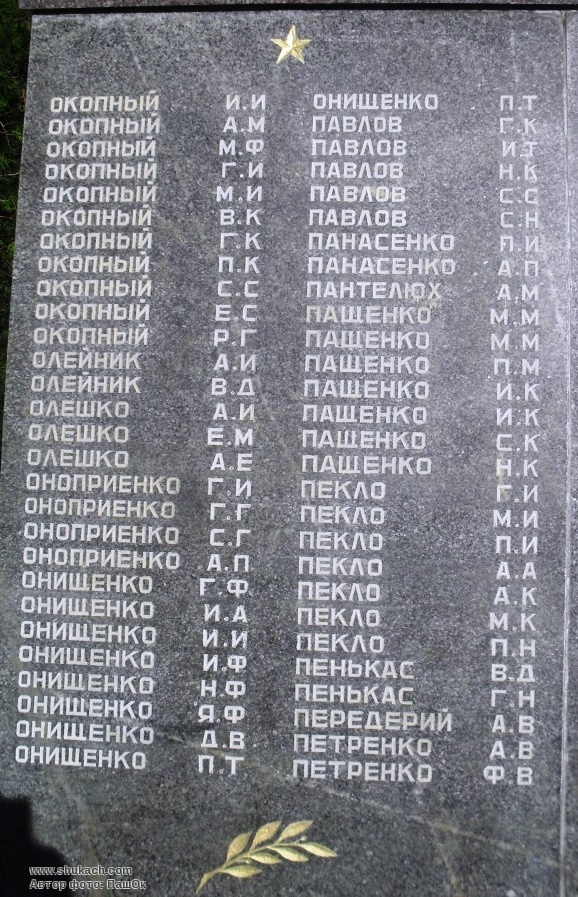 ОКОПНЫЙ И.И
ОКОПНЫЙ А.М
ОКОПНЫЙ М.Ф
ОКОПНЫЙ Г.И
ОКОПНЫЙ М.И
ОКОПНЫЙ В.К
ОКОПНЫЙ Г.К
ОКОПНЫЙ П.К
ОКОПНЫЙ С.С
ОКОПНЫЙ Е.С
ОКОПНЫЙ Р.Г
ОЛЕЙНИК А.И
ОЛЕЙНИК В.Д
ОЛЕШКО А.И
ОЛЕШКО Е.М
ОЛЕШКО А.Е
ОНОПРИЕНКО Г.И
ОНОПРИЕНКО Г.Г
ОНОПРИЕНКО С.Г
ОНОПРИЕНКО А.П
ОНИЩЕНКО Г.Ф
ОНИЩЕНКО И.А
ОНИЩЕНКО И.И
ОНИЩЕНКО И.Ф
ОНИЩЕНКО Н.Ф
ОНИЩЕНКО Я.Ф
ОНИЩЕНКО Д.В
ОНИЩЕНКО П.Т
ОНИЩЕНКО П.Т
ПАВЛОВ Г.К
ПАВЛОВ И.Т
ПАВЛОВ Н.К
ПАВЛОВ С.С
ПАВЛОВ С.Н
ПАНАСЕНКО П.И
ПАНАСЕНКО А.П
ПАНТЕЛЮХ А.М
ПАЩЕНКО М.М
ПАЩЕНКО М.М
ПАЩЕНКО П.М
ПАЩЕНКО И.К
ПАЩЕНКО И.К
ПАЩЕНКО С.К
ПАЩЕНКО Н.К
ПЕКЛО Г.И
ПЕКЛО М.И
ПЕКЛО П.И
ПЕКЛО А.А
ПЕКЛО А.К
ПЕКЛО М.К
ПЕКЛО П.Н
ПЕНЬКАС В.Д
ПЕНЬКАС Г.Н
ПЕРЕДЕРИЙ А.В
ПЕТРЕНКО А.В
ПЕТРЕНКО Ф.В
www.shukach.com
Автор фото: ПашОк